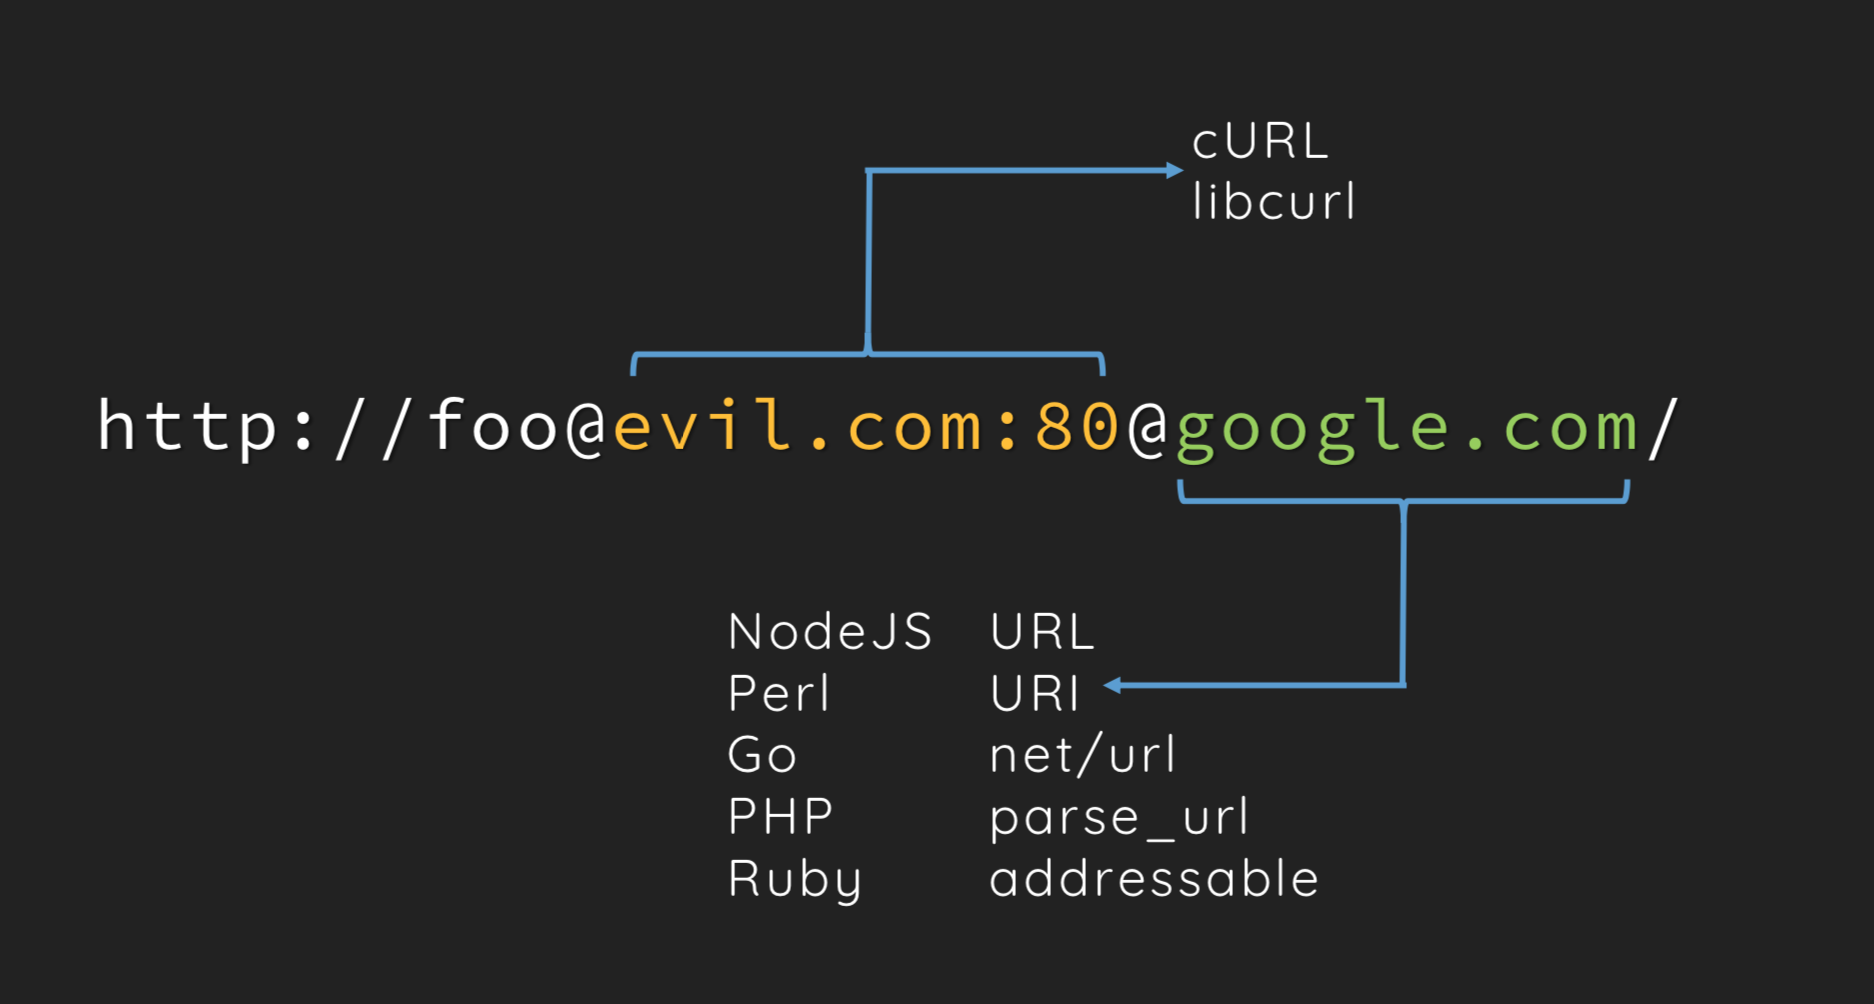 cURL
libcurl
http://foo@evil.com:80@google.com/
NodeJS URL
Perl URI
Go net/url
PHP parse_url
Ruby addressable